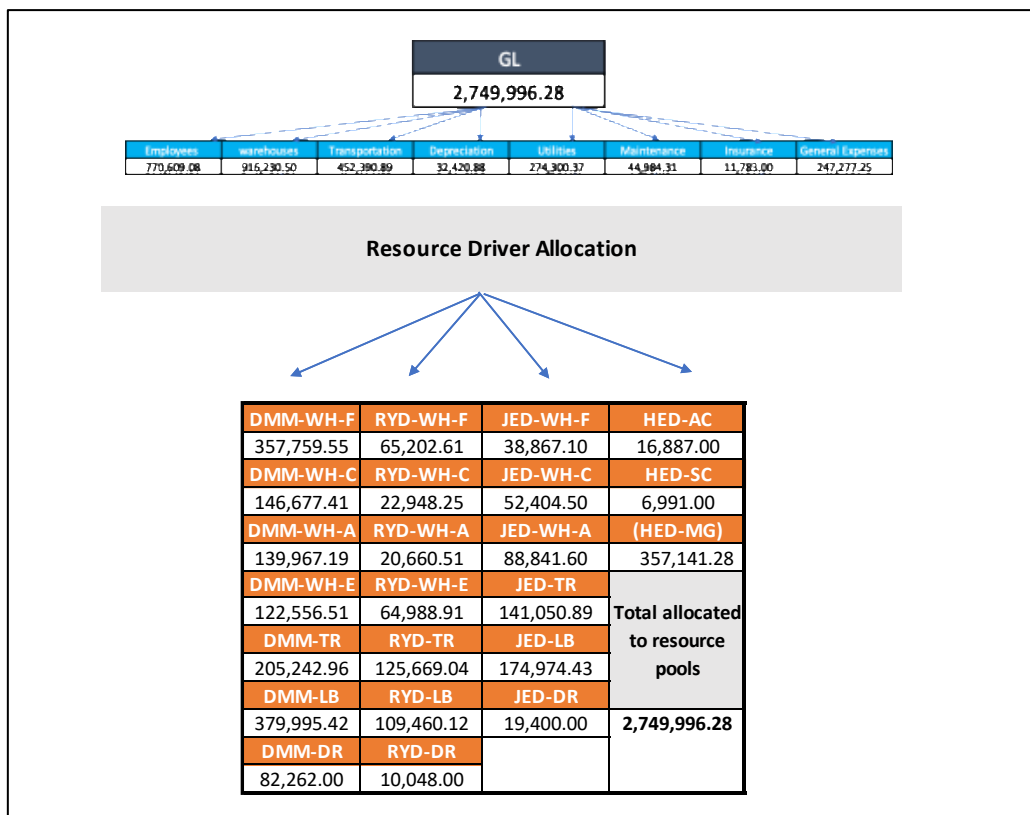 GL
2,749,996.28
Employees warehouses Transportation Depreciation Utilities Maintenance Insurance General Expenses
770,609.08 916,230.50 452,390.89 32,420.88 274,300.37 44,984.31 11,783.00 247,277.25
Resource Driver Allocation
DMM-WH-F RYD-WH-F JED-WH-F HED-AC
357,759.55 65,202.61 38,867.10 16,887.00
DMM-WH-C RYD-WH-C JED-WH-C HED-SC
146,677.41 22,948.25 52,404.50 6,991.00
DMM-WH-A RYD-WH-A JED-WH-A (HED-MG)
139,967.19 20,660.51 88,841.60 357,141.28
DMM-WH-E RYD-WH-E JED-TR
122,556.51 64,988.91 141,050.89 Total allocated
DMM-TR RYD-TR JED-LB to resource
205,242.96 125,669.04 174,974.43 pools
DMM-LB RYD-LB JED-DR
379,995.42 109,460.12 19,400.00 2,749,996.28
DMM-DR RYD-DR
82,262.00 10,048.00